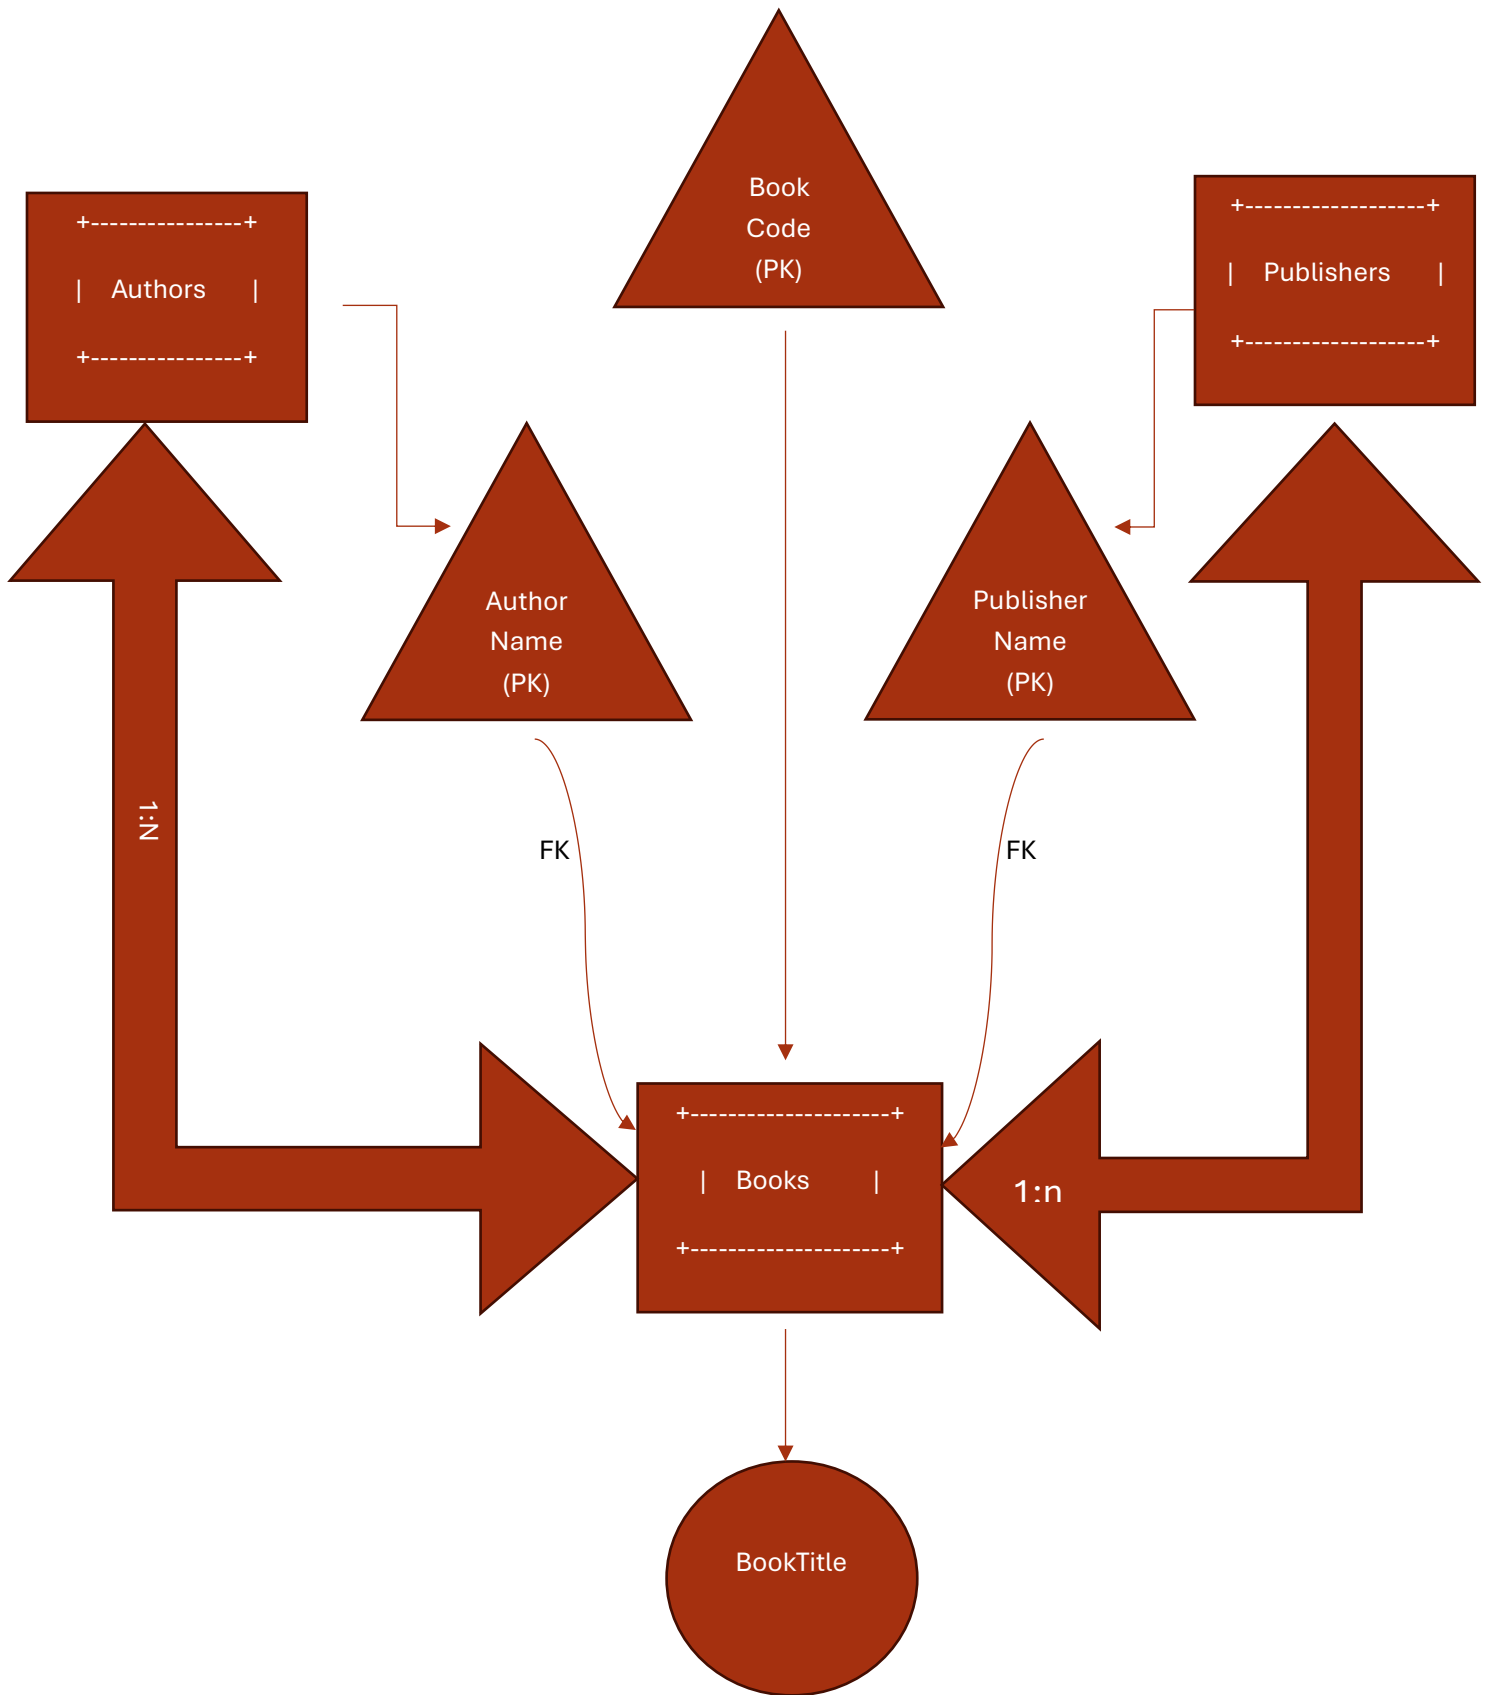 Book
Code
(PK)
+----------------+
| Authors |
+----------------+
+-------------------+
| Publishers |
+-------------------+
Author
Name
(PK)
Publisher
Name
(PK)
1:N
FK
FK
+---------------------+
| Books |
+---------------------+
1:n
BookTitle